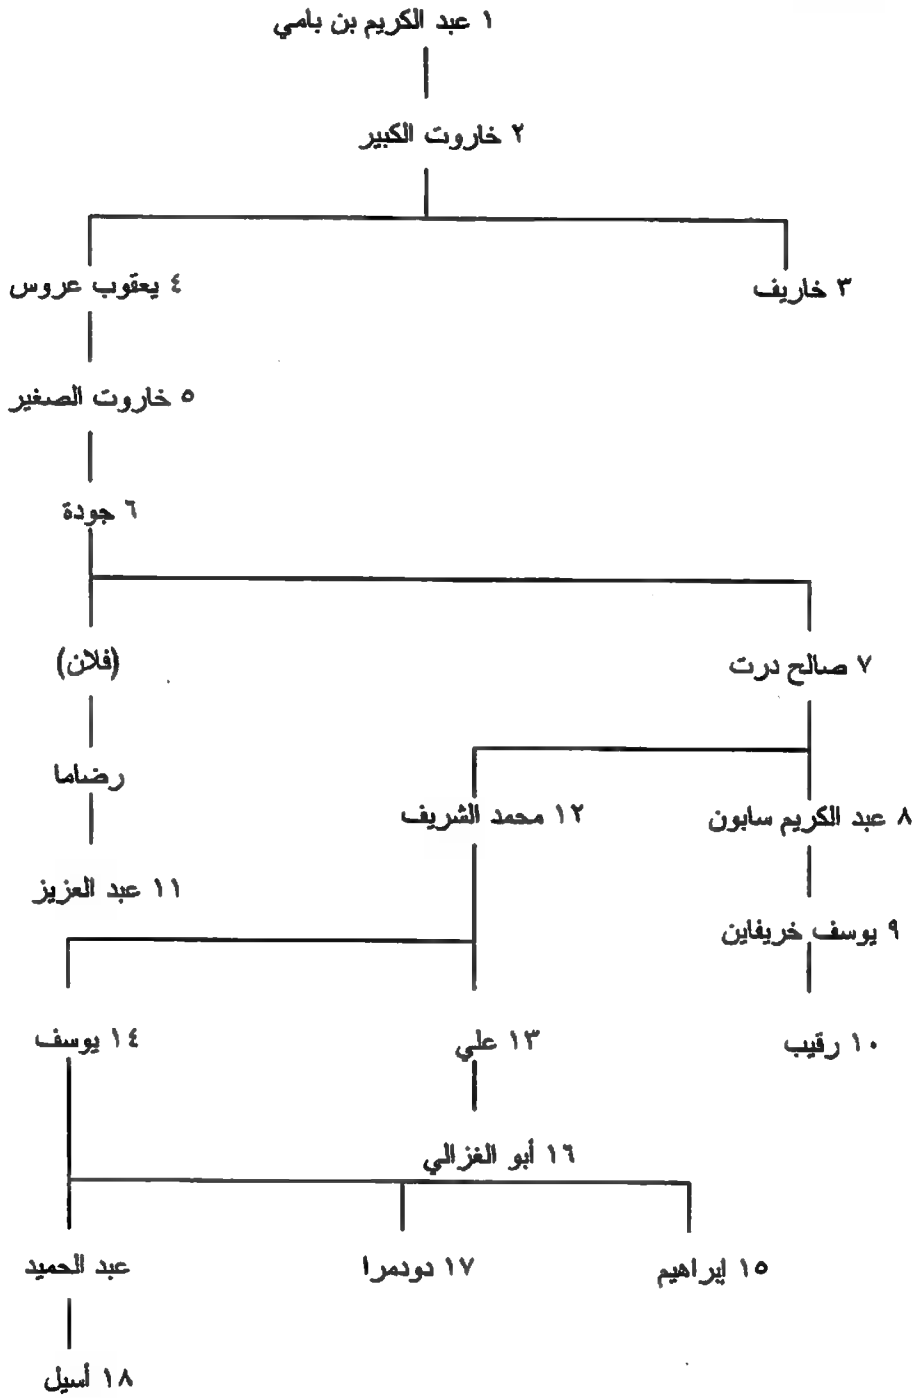 ١ عبد الكريم بن بامي
٢ خاروت الكبير
٣ خاريف
٤ يعقوب عروس
٥ خاروت الصغير
٦ جودة
٧ صالح درت
(فلان)
رضاما
٨ عبد الكريم سابون
١٢ محمد الشريف
١١ عبد العزيز
٩ يوسف خريفاين
١٠ رقيب
١٣ علي
١٤ يوسف
١٦ أبو الغزالي
١٥ إبراهيم
١٧ دودمرا
عبد الحميد
١٨ أسيل